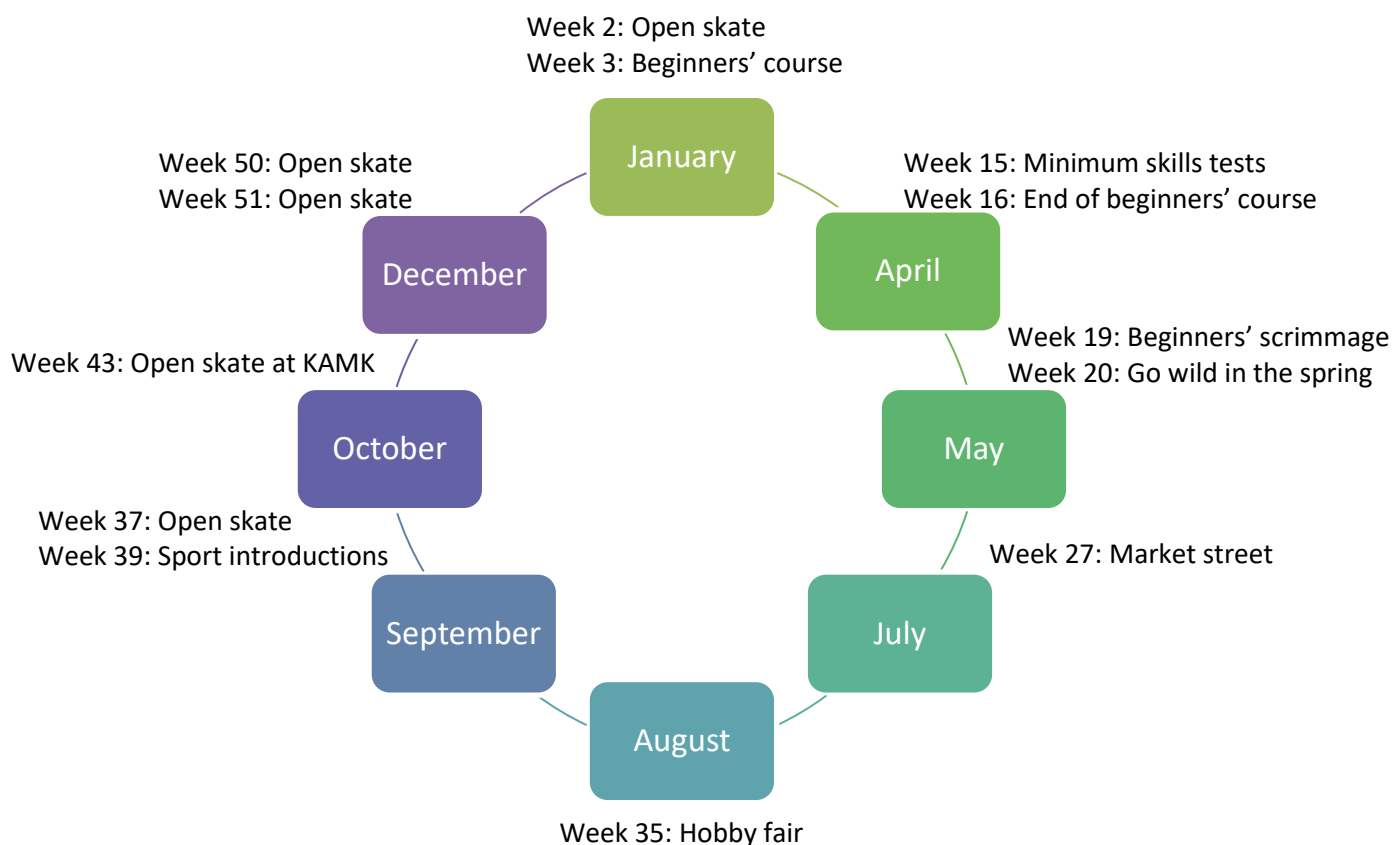 Week 2: Open skate
Week 3: Beginners’ course
January
Week 15: Minimum skills tests
Week 16: End of beginners’ course
April
Week 19: Beginners’ scrimmage
Week 20: Go wild in the spring
May
Week 27: Market street
July
August
Week 35: Hobby fair
Week 37: Open skate
Week 39: Sport introductions
September
Week 43: Open skate at KAMK
October
Week 50: Open skate
Week 51: Open skate
December